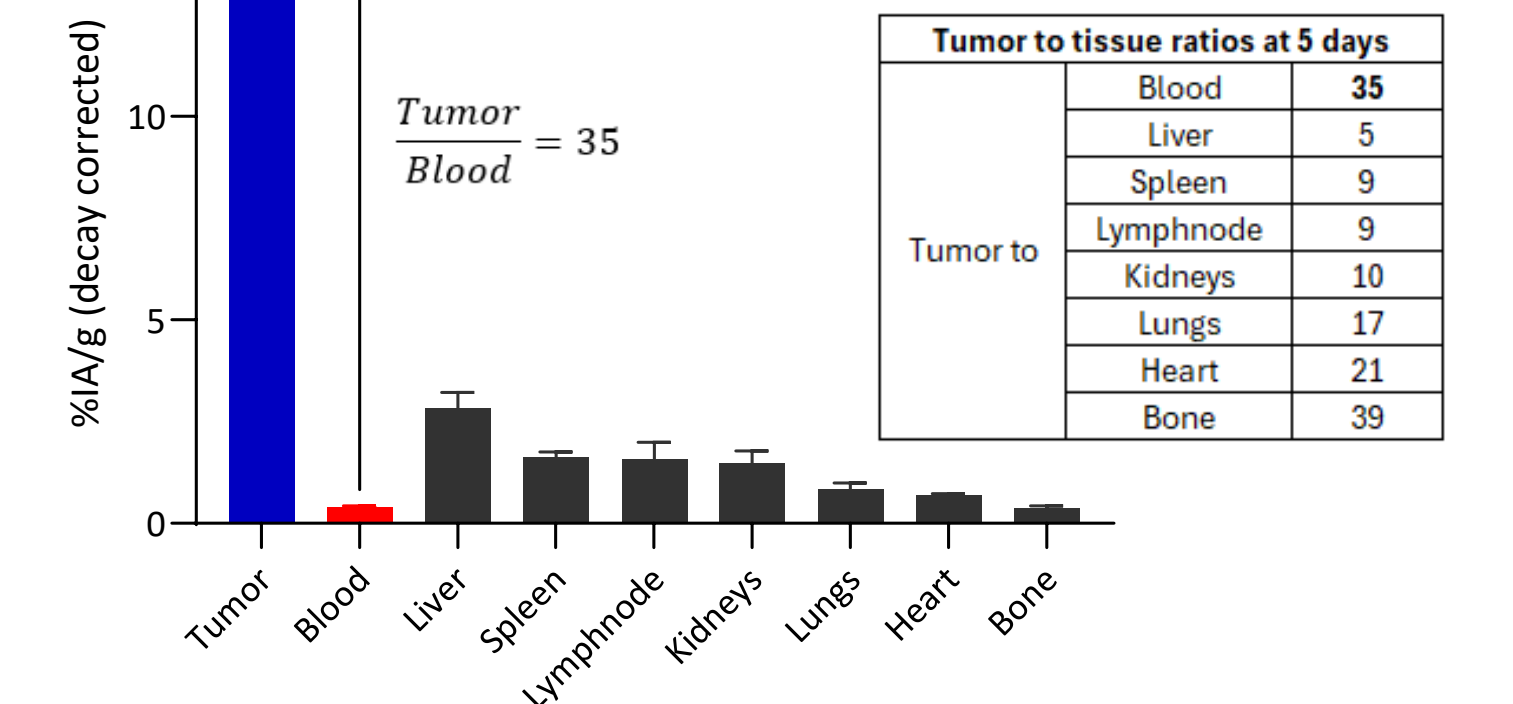 %IA/g (decay corrected)
10
5
0
Tumor
Blood
= 35
Tumor
Blood
Liver
Spleen
Lymphnode
Kidneys
Lungs
Heart
Bone
Tumor to tissue ratios at 5 days
Tumor to
Blood 35
Liver 5
Spleen 9
Lymphnode 9
Kidneys 10
Lungs 17
Heart 21
Bone 39